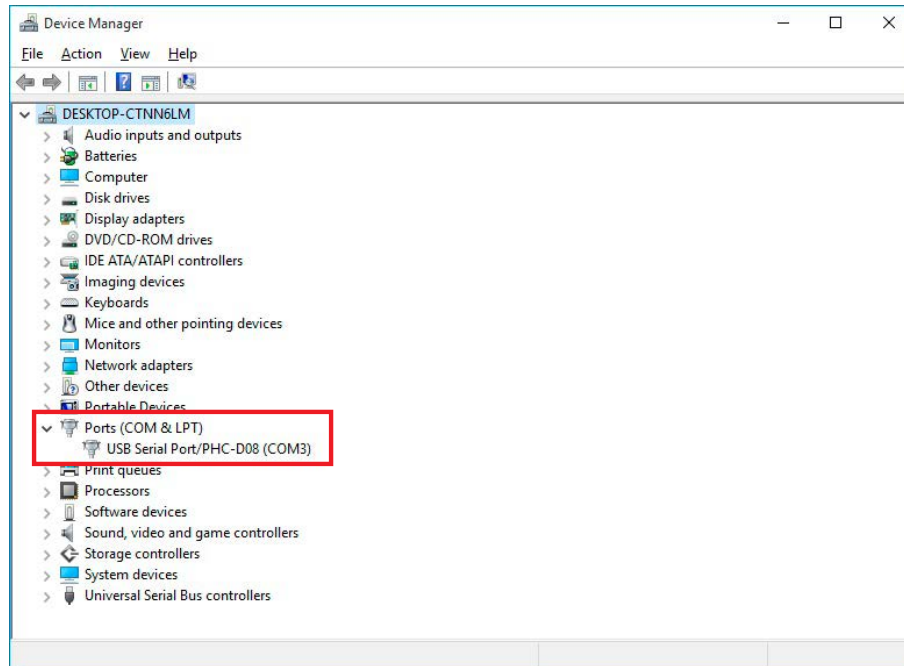 Device Manager
File Action View Help
DESKTOP-CTNN6LM
Audio inputs and outputs
Batteries
Computer
Disk drives
Display adapters
DVD/CD-ROM drives
IDE ATA/ATAPI controllers
Imaging devices
Keyboards
Mice and other pointing devices
Monitors
Network adapters
Other devices
Portable Devices
Ports (COM & LPT)
USB Serial Port/PHC-D08 (COM3)
Print queues
Processors
Software devices
Sound, video and game controllers
Storage controllers
System devices
Universal Serial Bus controllers